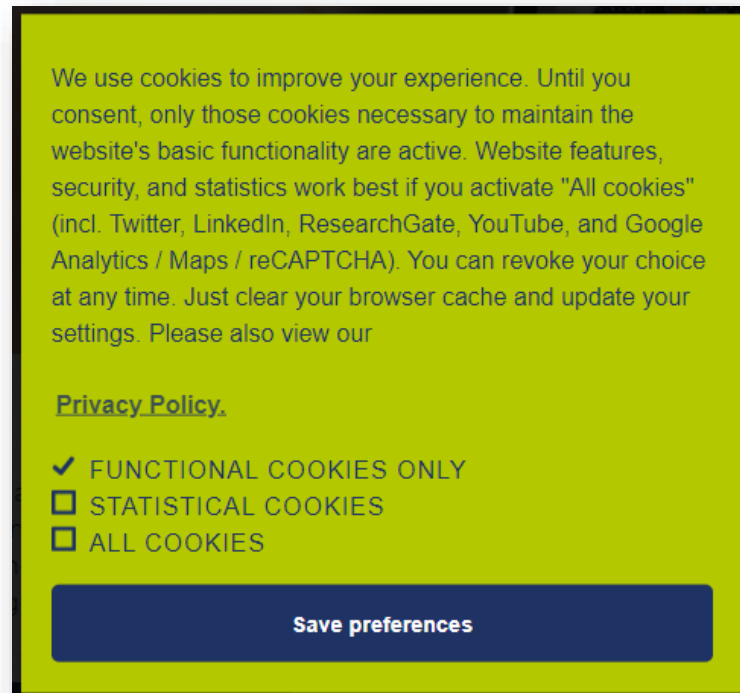 We use cookies to improve your experience. Until you
consent, only those cookies necessary to maintain the
website's basic functionality are active. Website features,
security, and statistics work best if you activate "All cookies"
(incl. Twitter, LinkedIn, ResearchGate, YouTube, and Google
Analytics / Maps / reCAPTCHA). You can revoke your choice
at any time. Just clear your browser cache and update your
settings. Please also view our
Privacy Policy.
FUNCTIONAL COOKIES ONLY
STATISTICAL COOKIES
ALL COOKIES
Save preferences